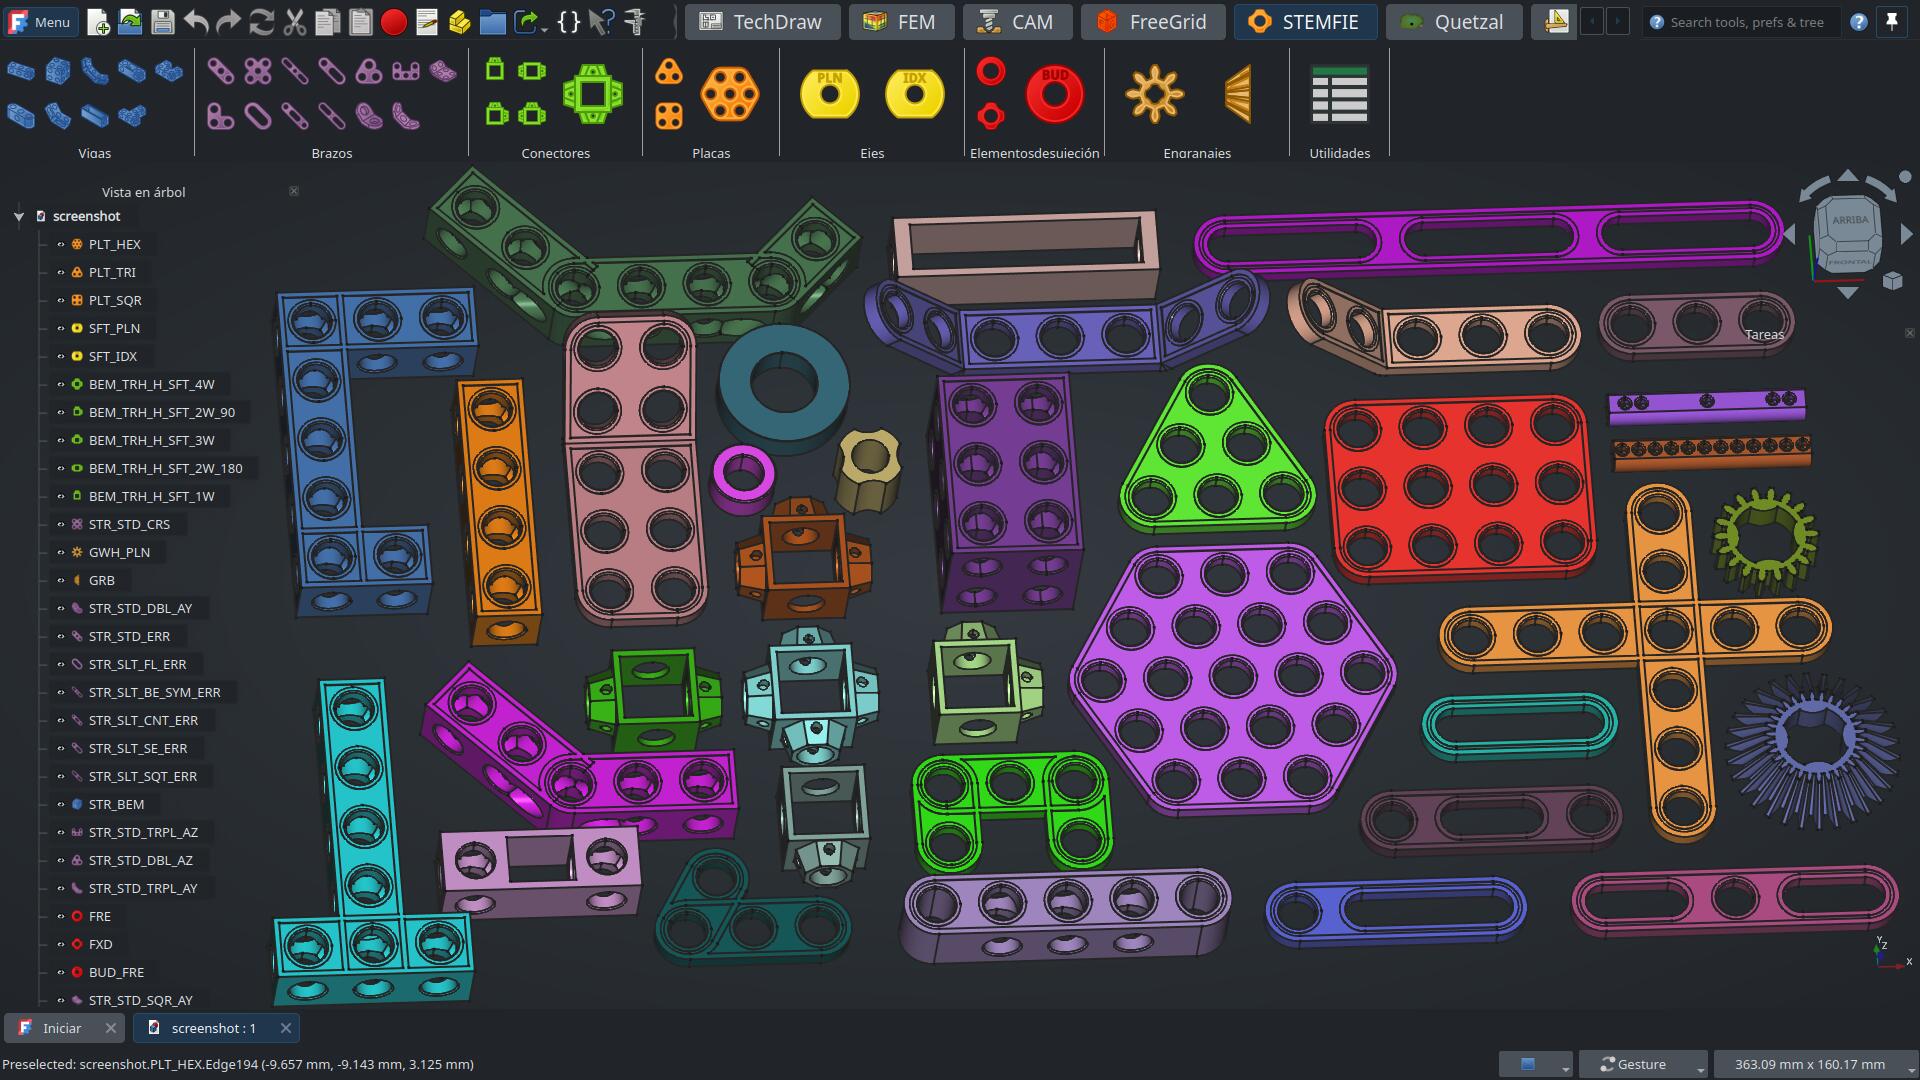 Menu
TechDraw
FEM
CAM
FreeGrid
STEMFIE
Quetzal
Search tools, prefs & tree
PLN
IDX
BUD
Vigas
Brazos
Conectores
Placas
Ejes
Elementosdesujeción
Engranajes
Utilidades
Vista en árbol
screenshot
PLT_HEX
PLT_TRI
PLT_SQR
SFT_PLN
SFT_IDX
BEM_TRH_H_SFT_4W
BEM_TRH_H_SFT_2W_90
BEM_TRH_H_SFT_3W
BEM_TRH_H_SFT_2W_180
BEM_TRH_H_SFT_1W
STR_STD_CRS
GWH_PLN
GRB
STR_STD_DBL_AY
STR_STD_ERR
STR_SLT_FL_ERR
STR_SLT_BE_SYM_ERR
STR_SLT_CNT_ERR
STR_SLT_SE_ERR
STR_SLT_SQT_ERR
STR_BEM
STR_STD_TRPL_AZ
STR_STD_DBL_AZ
STR_STD_TRPL_AY
FRE
FXD
BUD_FRE
STR_STD_SQR_AY
ARRIBA
FRONTAL
Tareas
Y
Z
X
Iniciar
screenshot : 1
Preselected: screenshot.PLT_HEX.Edge194 (-9.657 mm, -9.143 mm, 3.125 mm)
Gesture
363.09 mm x 160.17 mm